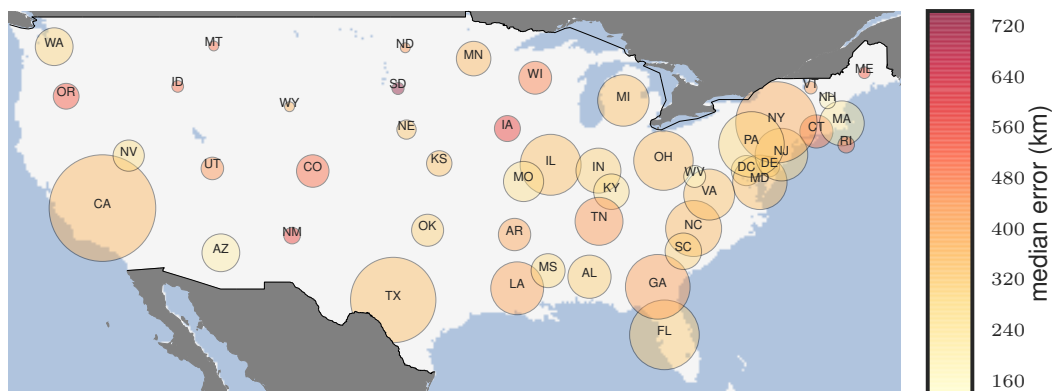 WA
MT
ND
MN
WI
MI
ME
VT
NH
MA
NY
CT
RI
OR
ID
WY
SD
NE
IA
PA
NJ
DE
DC
MD
NV
UT
CO
KS
MO
IL
IN
OH
WV
KY
VA
CA
AZ
NM
OK
AR
TN
NC
SC
TX
LA
MS
AL
GA
FL
720
640
560
480
400
320
240
160
median error (km)